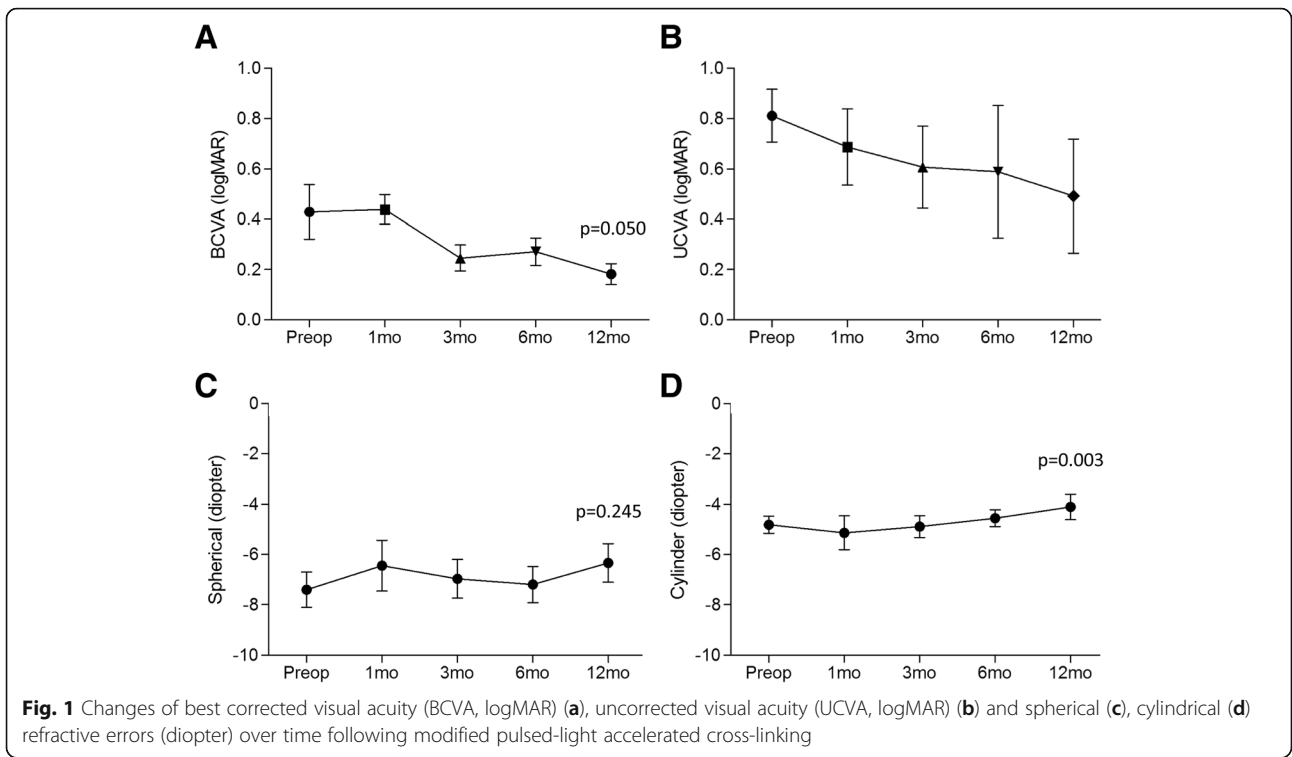 A
B
1.0
0.8
0.6
0.4
0.2
0.0
BCVA (logMAR)
p=0.050
Preop 1mo 3mo 6mo 12mo
1.0
0.8
0.6
0.4
0.2
0.0
UCVA (logMAR)
Preop 1mo 3mo 6mo 12mo
C
D
0
-2
-4
-6
-8
-10
Spherical (diopter)
p=0.245
Preop 1mo 3mo 6mo 12mo
0
-2
-4
-6
-8
-10
Cylinder (diopter)
p=0.003
Preop 1mo 3mo 6mo 12mo
Fig. 1 Changes of best corrected visual acuity (BCVA, logMAR) (a), uncorrected visual acuity (UCVA, logMAR) (b) and spherical (c), cylindrical (d)
refractive errors (diopter) over time following modified pulsed-light accelerated cross-linking